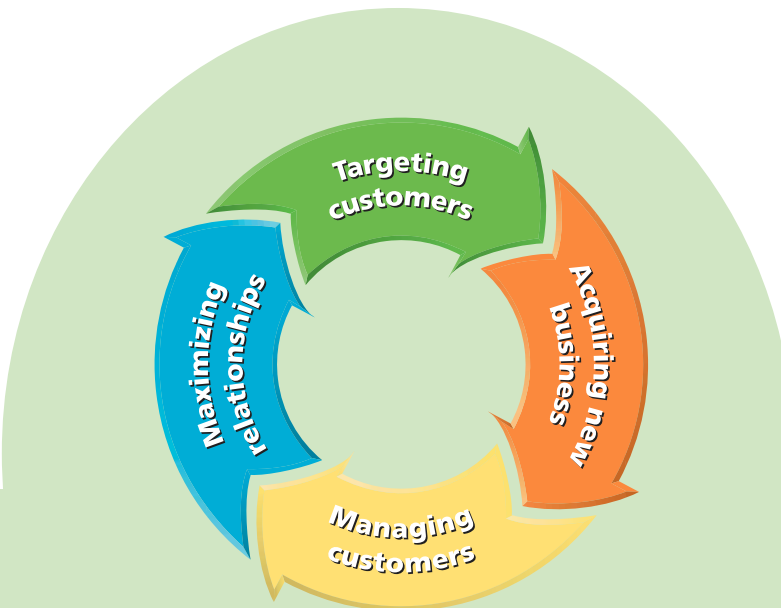 Targeting
customers
Acquiring new
business
Managing
customers
Maximizing
relationships